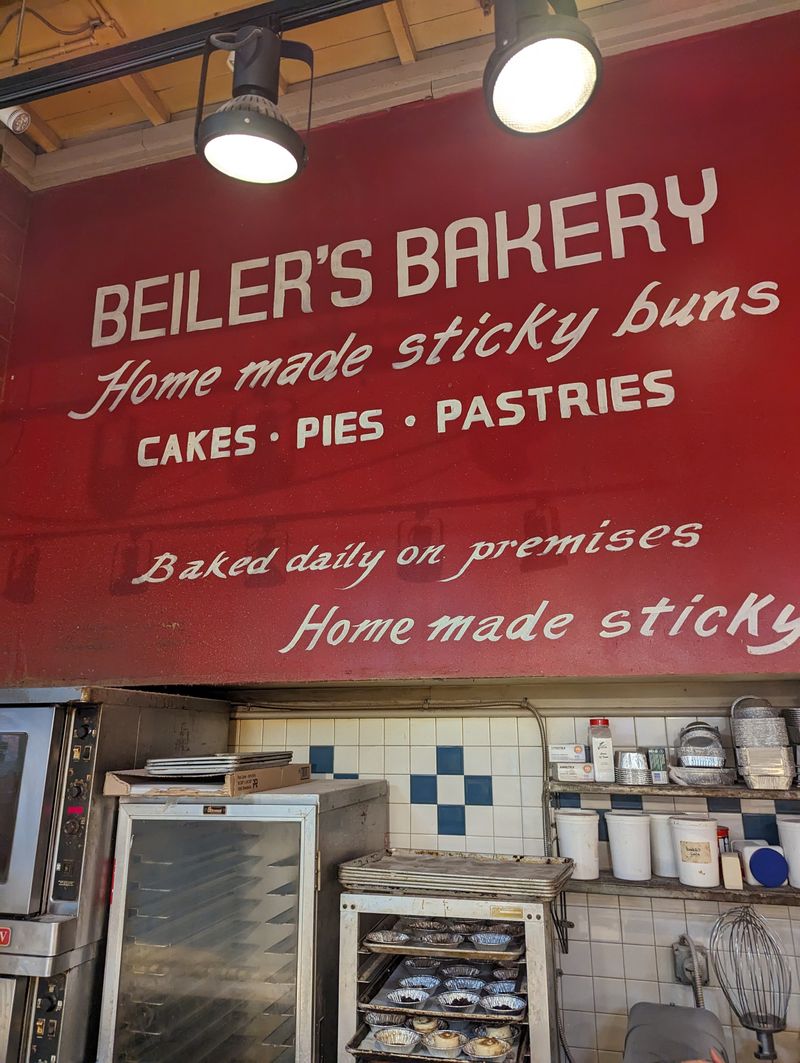 BEILER'S BAKERY
Home made sticky buns
CAKES • PIES • PASTRIES
Baked daily on premises
Home made sticky